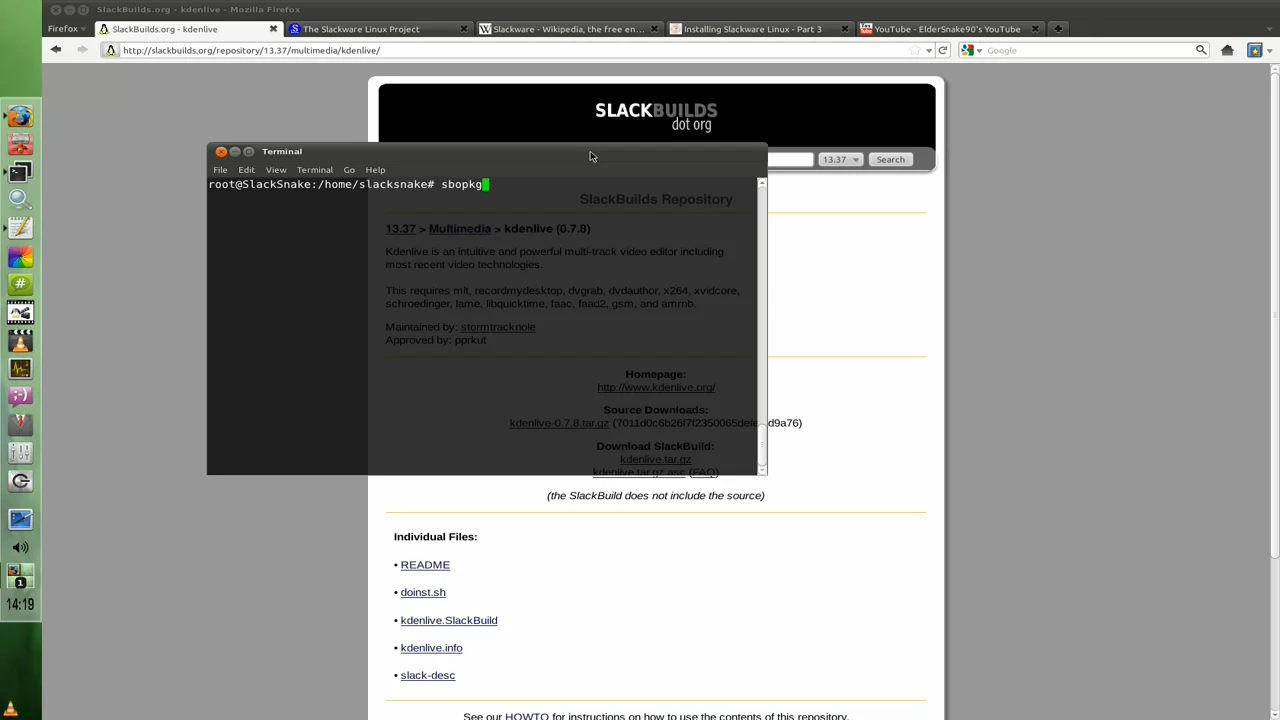 SlackBuilds.org - kdenlive - Mozilla Firefox
Firefox
SlackBuilds.org - kdenlive
The Slackware Linux Project
Slackware - Wikipedia, the free en...
Installing Slackware Linux - Part 3
YouTube - ElderSnake90's YouTube
http://slackbuilds.org/repository/13.37/multimedia/kdenlive/
Google
SLACKBUILDS
dot org
13.37
Search
Terminal
File Edit View Terminal Go Help
root@SlackSnake:/home/slacksnake# sbopkg
SlackBuilds Repository
13.37 > Multimedia > kdenlive (0.7.8)
Kdenlive is an intuitive and powerful multi-track video editor including
most recent video technologies.
This requires mlt, recordmydesktop, dvgrab, dvdauthor, x264, xvidcore,
schroedinger, lame, libquicktime, faac, faad2, gsm, and amrnb.
Maintained by: stormtracknole
Approved by: pprkut
Homepage:
http://www.kdenlive.org/
Source Downloads:
kdenlive-0.7.8.tar.gz
Download SlackBuild:
kdenlive.tar.gz
kdenlive.tar.gz.asc (FAQ)
(the SlackBuild does not include the source)
Individual Files:
• README
• doinst.sh
• kdenlive.SlackBuild
• kdenlive.info
• slack-desc
See our HOWTO for instructions on how to use the contents of this repository.
1
14:19